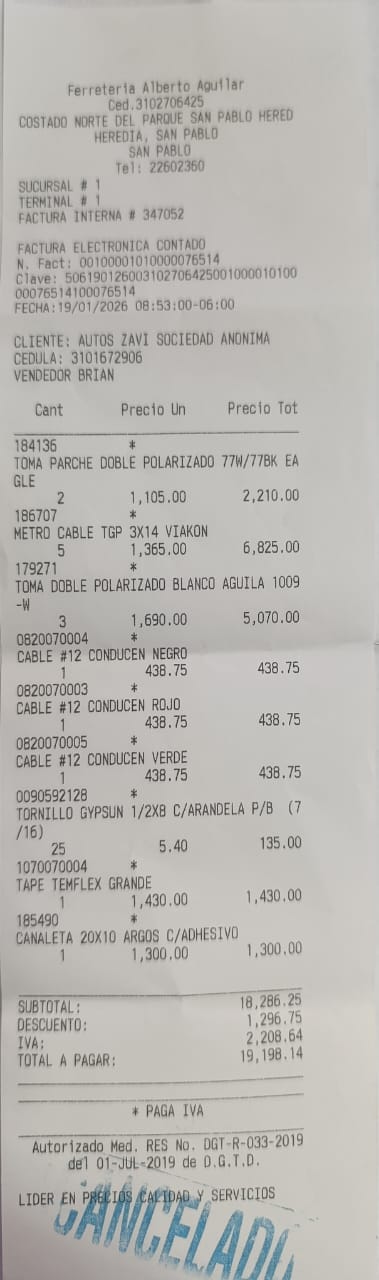 Ferreteria Alberto Aguilar
Ced.3102706425
COSTADO NORTE DEL PARQUE SAN PABLO HERED
HEREDIA, SAN PABLO
SAN PABLO
Tel: 22602360
SUCURSAL # 1
TERMINAL # 1
FACTURA INTERNA # 347052
FACTURA ELECTRONICA CONTADO
N. Fact: 00100001010000076514
Clave: 50619012600310270642500100001010​0
00076514100076514
FECHA:19/01/2026 08:53:00-06:00
CLIENTE: AUTOS ZAVI SOCIEDAD ANONIMA
CEDULA: 3101672906
VENDEDOR BRIAN
Cant Precio Un Precio Tot
184136 *
TOMA PARCHE DOBLE POLARIZADO 77W/77BK EA
GLE
2 1,105.00 2,210.00
186707 *
METRO CABLE TGP 3X14 VIAKON
5 1,365.00 6,825.00
179271 *
TOMA DOBLE POLARIZADO BLANCO AGUILA 1009
-W
3 1,690.00 5,070.00
0820070004 *
CABLE #12 CONDUCEN NEGRO
1 438.75 438.75
0820070003 *
CABLE #12 CONDUCEN ROJO
1 438.75 438.75
0820070005 *
CABLE #12 CONDUCEN VERDE
1 438.75 438.75
0090592128 *
TORNILLO GYPSUN 1/2X8 C/ARANDELA P/B (7
/16)
25 5.40 135.00
1070070004 *
TAPE TEMFLEX GRANDE
1 1,430.00 1,430.00
185490 *
CANALETA 20X10 ARGOS C/ADHESIVO
1 1,300.00 1,300.00
SUBTOTAL: 18,286.25
DESCUENTO: 1,296.75
IVA: 2,208.64
TOTAL A PAGAR: 19,198.14
* PAGA IVA
Autorizado Med. RES No. DGT-R-033-2019
del 01-JUL-2019 de D.G.T.D.
LIDER EN PRECIOS CALIDAD Y SERVICIOS
CANCELADO